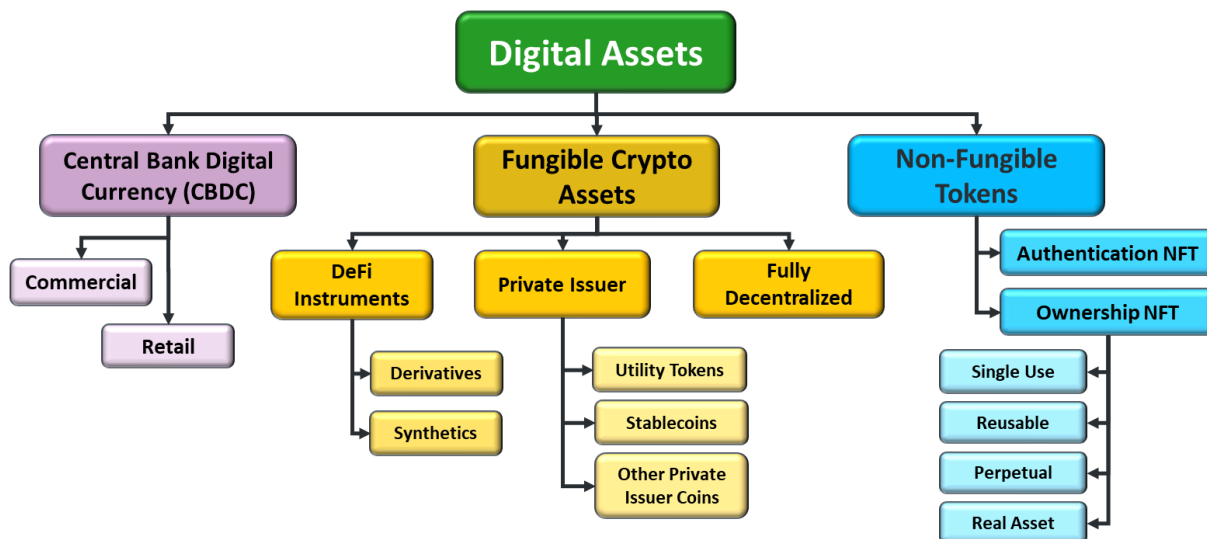 Digital Assets
Central Bank Digital
Currency (CBDC)
Commercial
Retail
Fungible Crypto
Assets
DeFi
Instruments
Derivatives
Synthetics
Private Issuer
Utility Tokens
Stablecoins
Other Private
Issuer Coins
Fully
Decentralized
Non-Fungible
Tokens
Authentication NFT
Ownership NFT
Single Use
Reusable
Perpetual
Real Asset